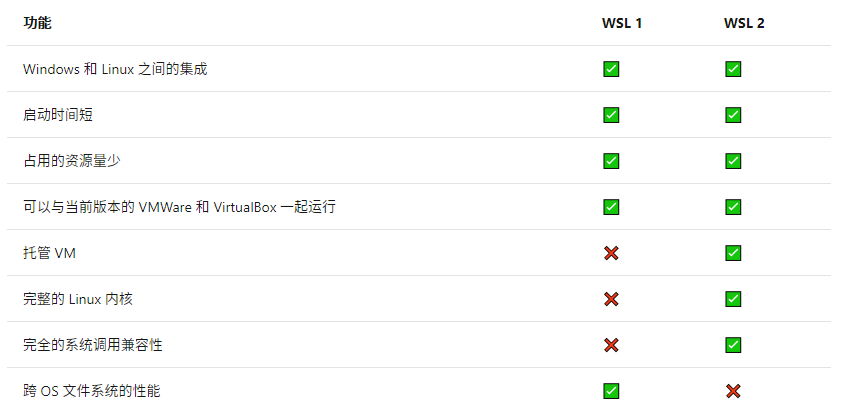 功能 WSL 1 WSL 2
Windows 和 Linux 之间的集成 ✅ ✅
启动时间短 ✅ ✅
占用的资源量少 ✅ ✅
可以与当前版本的 VMWare 和 VirtualBox 一起运行 ✅ ✅
托管 VM ❌ ✅
完整的 Linux 内核 ❌ ✅
完全的系统调用兼容性 ❌ ✅
跨 OS 文件系统的性能 ✅ ❌